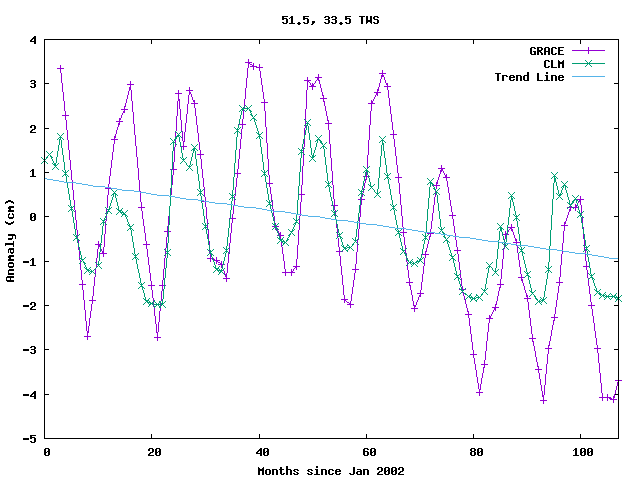 51.5, 33.5 TWS
GRACE
CLM
Trend Line
4
3
2
1
0
-1
-2
-3
-4
-5
Anomaly (cm)
0 20 40 60 80 100
Months since Jan 2002